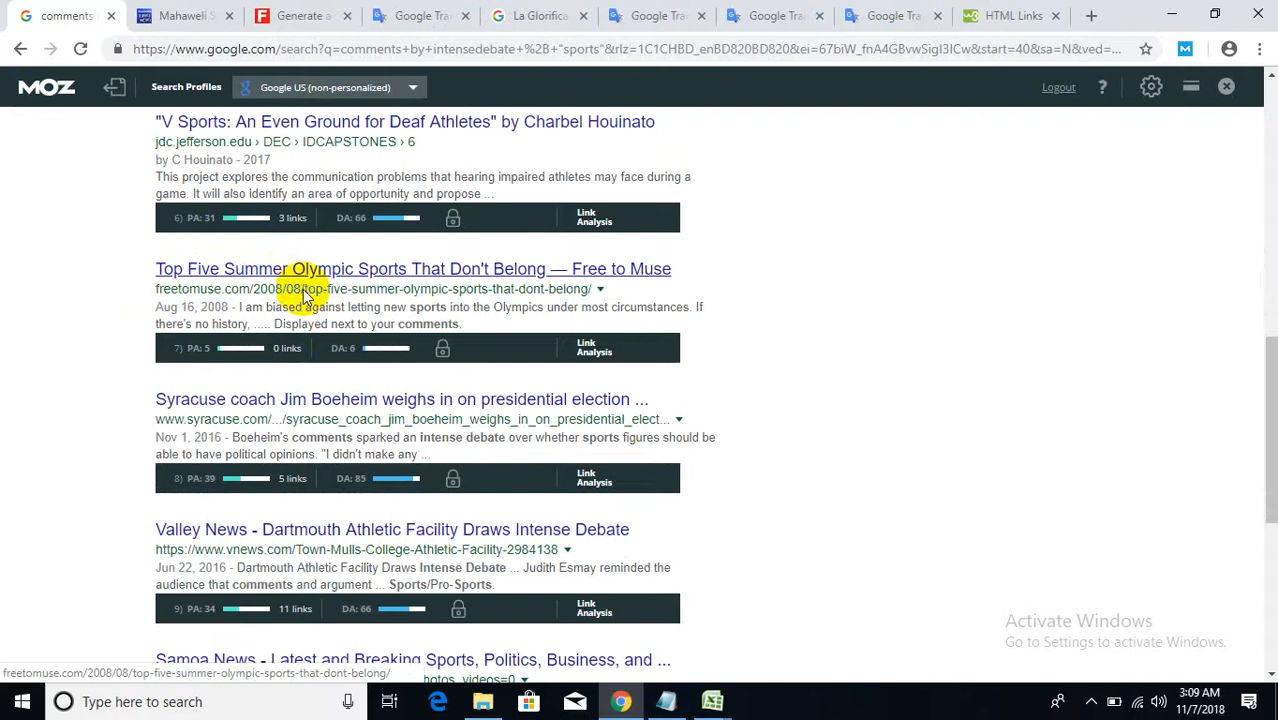 comments
Mahaweli S
Generate a
Google Tra
La Glorifica
Google Tra
Google Tra
Google Tra
HTML Links
https://www.google.com/search?q=comments+by+intensedebate+%2B+"sports"&rlz=1C1CHBD_enBD820BD820&ei=67biW_fnA4GBvwSigI3ICw&start=40&sa=N&ved=...
MOZ Search Profiles Google US (non-personalized) Logout ?
"V Sports: An Even Ground for Deaf Athletes" by Charbel Houinato
jdc.jefferson.edu › DEC › IDCAPSTONES › 6
by C Houinato - 2017
This project explores the communication problems that hearing impaired athletes may face during a
game. It will also identify an area of opportunity and propose ...
6) PA: 31 3 links DA: 66 Link Analysis
Top Five Summer Olympic Sports That Don't Belong — Free to Muse
freetomuse.com/2008/08/top-five-summer-olympic-sports-that-dont-belong/
Aug 16, 2008 - I am biased against letting new sports into the Olympics under most circumstances. If
there's no history, ..... Displayed next to your comments.
7) PA: 5 0 links DA: 6 Link Analysis
Syracuse coach Jim Boeheim weighs in on presidential election ...
www.syracuse.com/.../syracuse_coach_jim_boeheim_weighs_in_on_presidential_elect...
Nov 1, 2016 - Boeheim's comments sparked an intense debate over whether sports figures should be
able to have political opinions. "I didn't make any ...
8) PA: 39 5 links DA: 85 Link Analysis
Valley News - Dartmouth Athletic Facility Draws Intense Debate
https://www.vnews.com/Town-Mulls-College-Athletic-Facility-2984138
Jun 22, 2016 - Dartmouth Athletic Facility Draws Intense Debate ... Judith Esmay reminded the
audience that comments and argument ... Sports/Pro-Sports.
9) PA: 34 11 links DA: 66 Link Analysis
Activate Windows
Go to Settings to activate Windows.
Samoa News - Latest and Breaking Sports, Politics, Business, and ...
freetomuse.com/2008/08/top-five-summer-olympic-sports-that-dont-belong/
hotos, videos=0
Type here to search
3:09 AM
11/7/2018